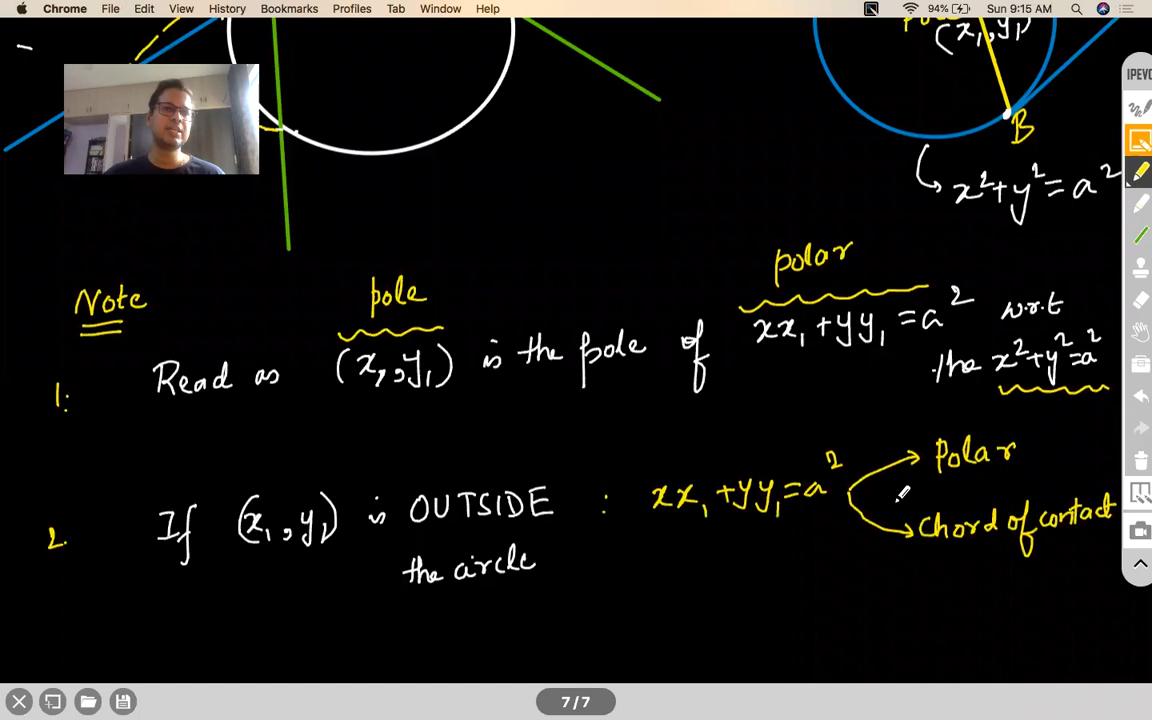 Chrome File Edit View History Bookmarks Profiles Tab Window Help 94% Sun 9:15 AM
(x₁, y₁)
IPEVO
B
x²+y²=a²
Note
pole
polar
1. Read as (x₁, y₁) is the pole of xx₁ + yy₁ = a² w.r.t
the x²+y²=a²
2. If (x₁, y₁) is OUTSIDE : xx₁ + yy₁ = a²
the circle
Polar
Chord of contact
7 / 7